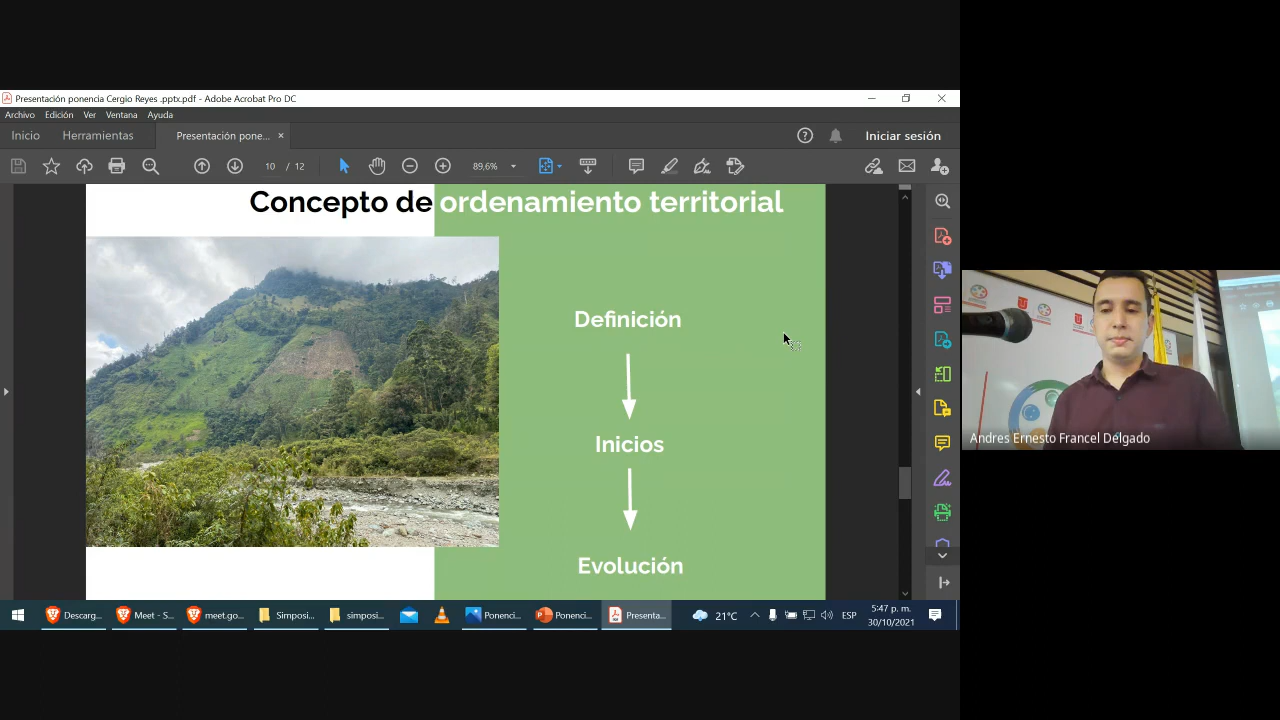 Presentación ponencia Cergio Reyes .pptx.pdf - Adobe Acrobat Pro DC
Archivo Edición Ver Ventana Ayuda
Inicio Herramientas Presentación pone... × Iniciar sesión
10 / 12 89,6%
Concepto de ordenamiento territorial
Definición
Inicios
Evolución
Andres Ernesto Francel Delgado
Descarg... Meet - S... meet.go... Simposi... simposi... Ponenci... Ponenci... Presenta... 21°C ESP 5:47 p. m.
30/10/2021